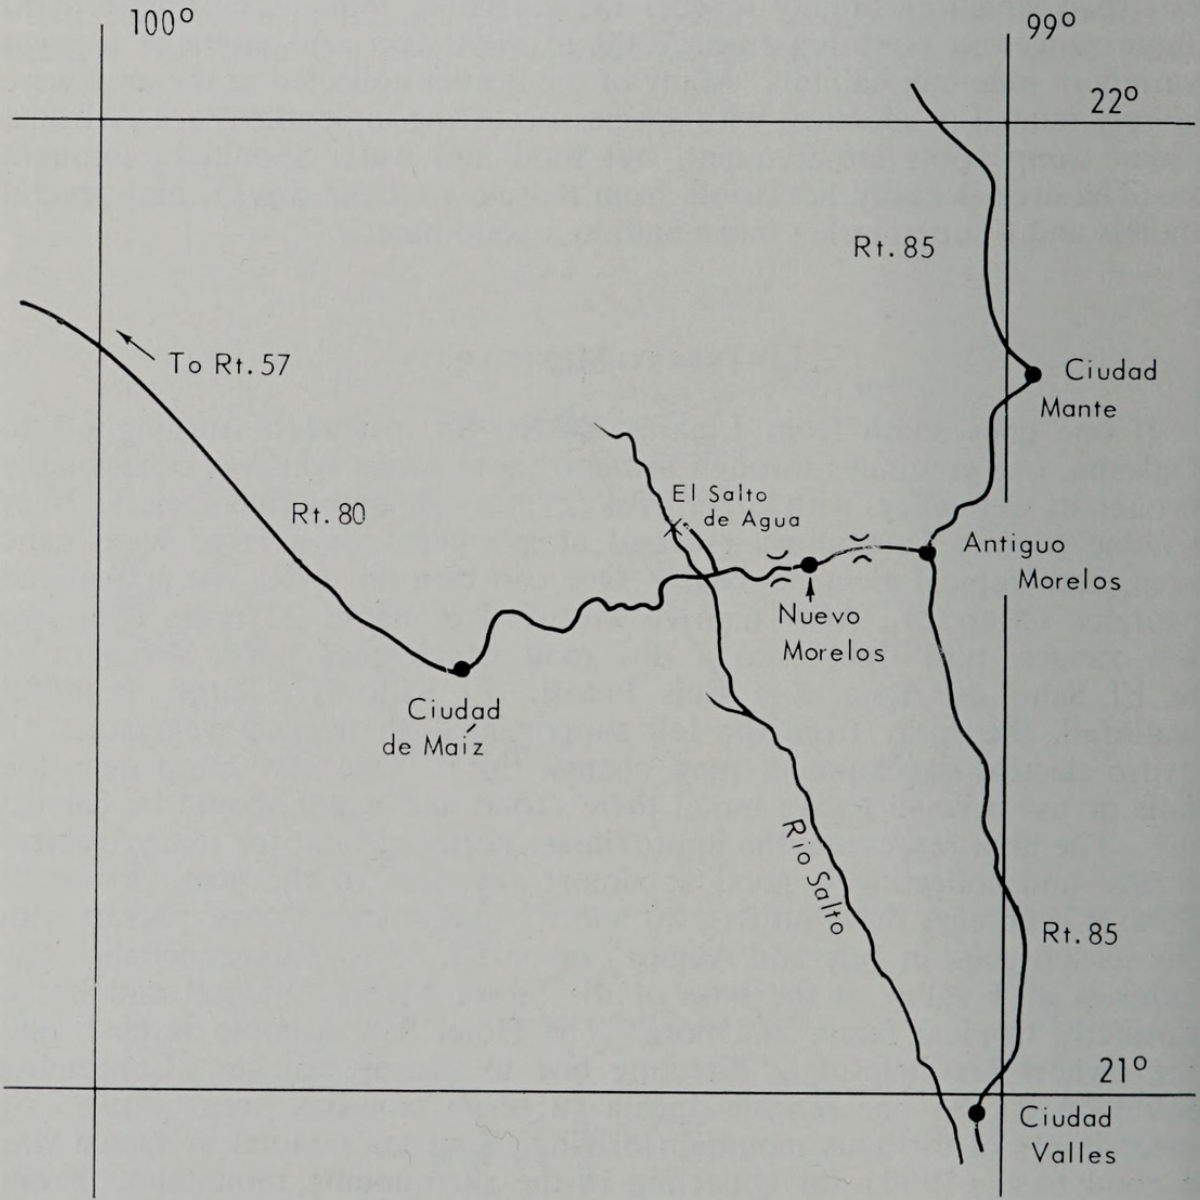 100°
99°
22°
Rt. 85
To Rt. 57
Ciudad
Mante
El Salto
de Agua
Rt. 80
Antiguo
Morelos
Nuevo
Morelos
Ciudad
de Maíz
Rio Salto
Rt. 85
21°
Ciudad
Valles